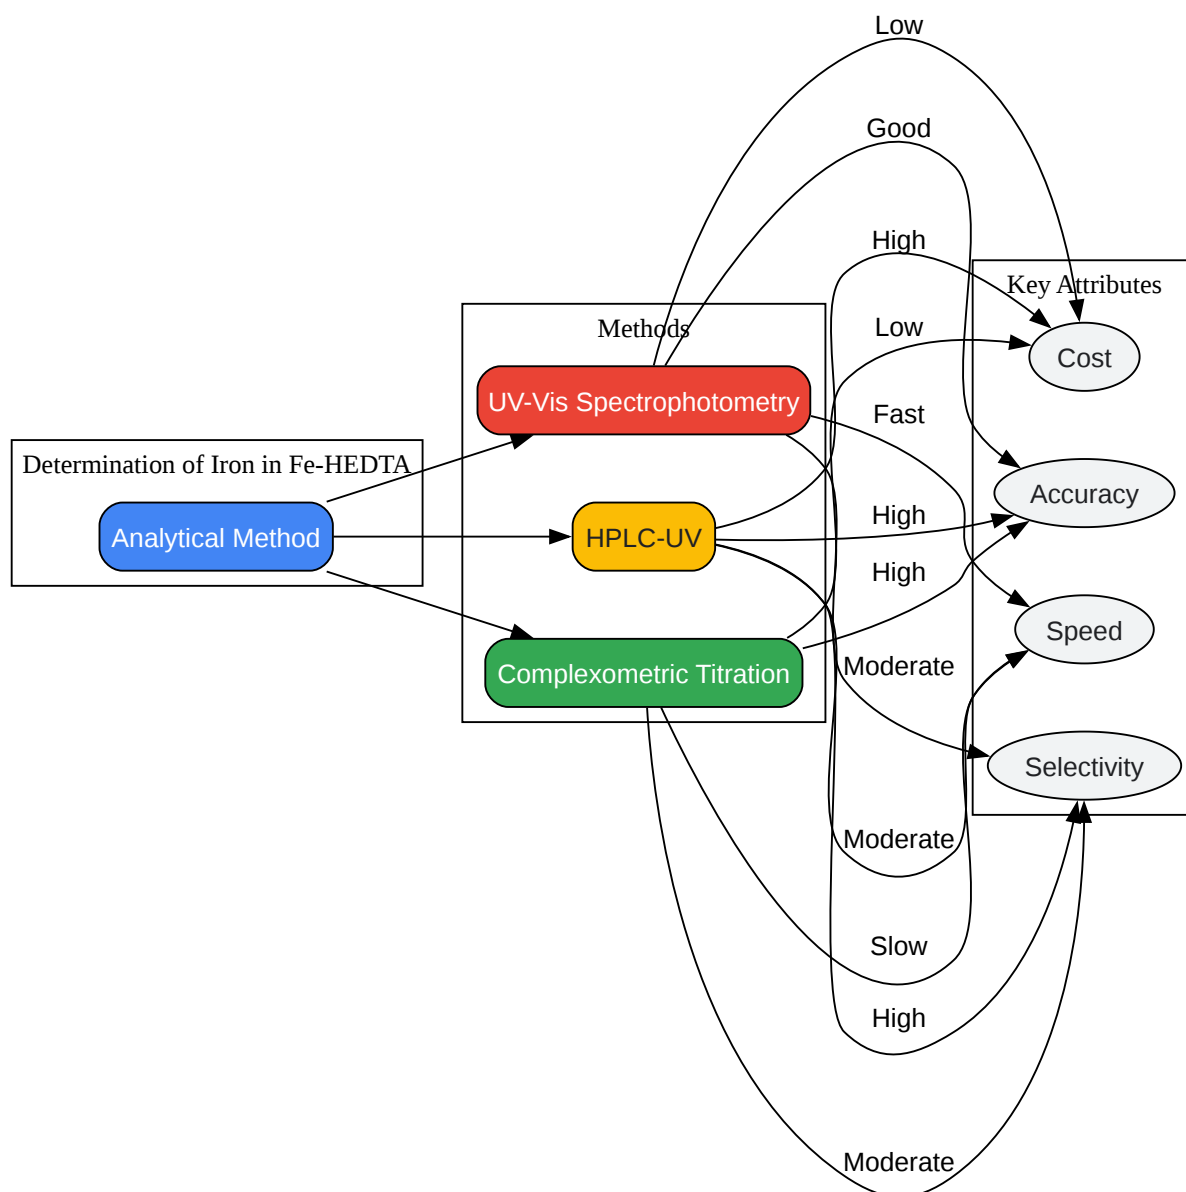 Low
Good
High
Key Attributes
Low
Methods
Cost
UV-Vis Spectrophotometry
Fast
Determination of Iron in Fe-HEDTA
Accuracy
High
Analytical Method
HPLC-UV
High
Speed
Moderate
Complexometric Titration
Selectivity
Moderate
Slow
High
Moderate